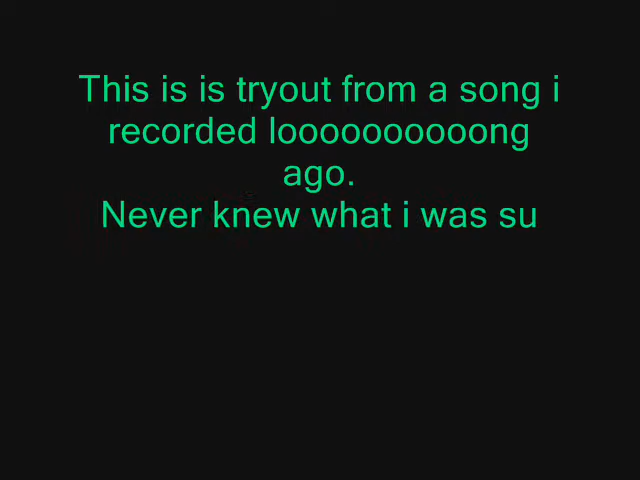 This is is tryout from a song i
recorded looooooooooong
ago.
Never knew what i was su